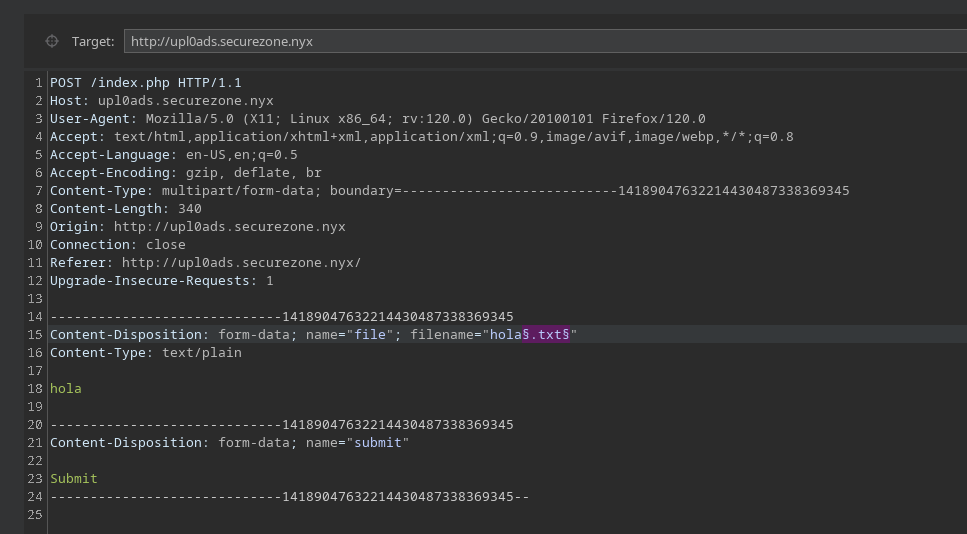 Target: http://upl0ads.securezone.nyx
1 POST /index.php HTTP/1.1
2 Host: upl0ads.securezone.nyx
3 User-Agent: Mozilla/5.0 (X11; Linux x86_64; rv:120.0) Gecko/20100101 Firefox/120.0
4 Accept: text/html,application/xhtml+xml,application/xml;q=0.9,image/avif,image/webp,*/*;q=0.8
5 Accept-Language: en-US,en;q=0.5
6 Accept-Encoding: gzip, deflate, br
7 Content-Type: multipart/form-data; boundary=---------------------------14189047632214430487338369345
8 Content-Length: 340
9 Origin: http://upl0ads.securezone.nyx
10 Connection: close
11 Referer: http://upl0ads.securezone.nyx/
12 Upgrade-Insecure-Requests: 1
13
14 -----------------------------14189047632214430487338369345
15 Content-Disposition: form-data; name="file"; filename="hola§.txt§"
16 Content-Type: text/plain
17
18 hola
19
20 -----------------------------14189047632214430487338369345
21 Content-Disposition: form-data; name="submit"
22
23 Submit
24 -----------------------------14189047632214430487338369345--
25